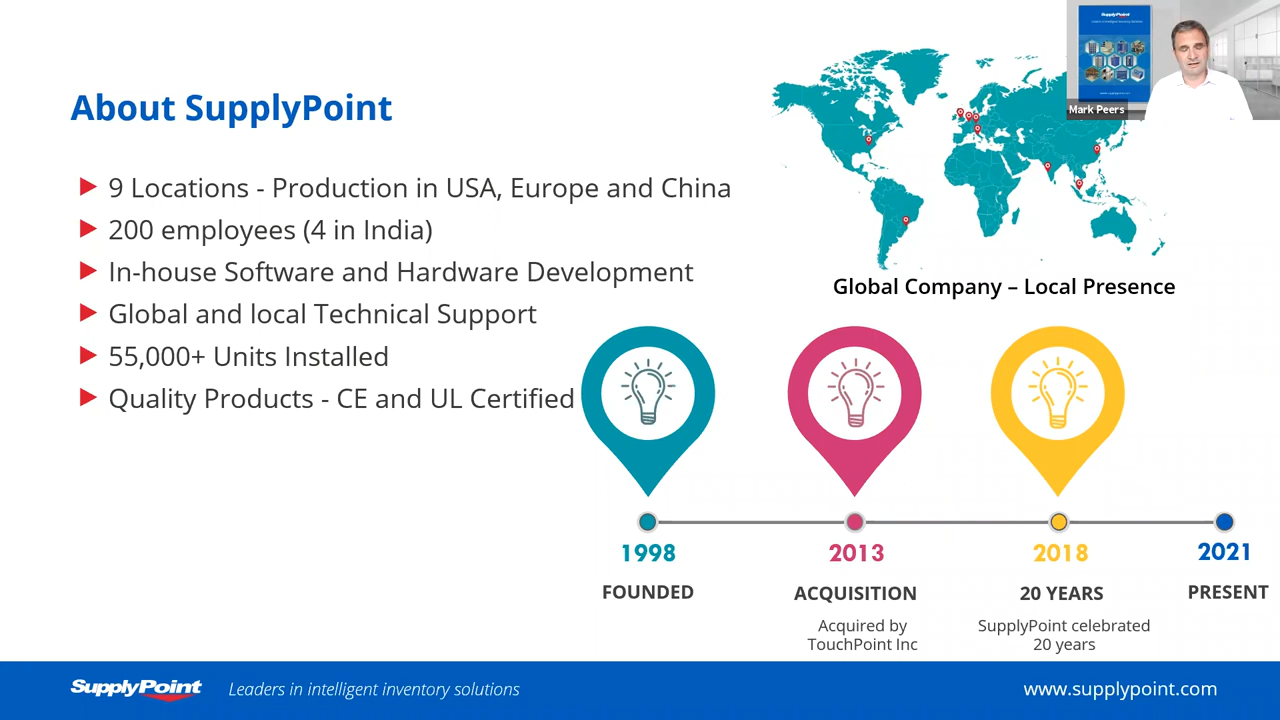 SupplyPoint
Mark Peers
About SupplyPoint
9 Locations - Production in USA, Europe and China
200 employees (4 in India)
In-house Software and Hardware Development
Global and local Technical Support
55,000+ Units Installed
Quality Products - CE and UL Certified
Global Company – Local Presence
1998
FOUNDED
2013
ACQUISITION
Acquired by
TouchPoint Inc
2018
20 YEARS
SupplyPoint celebrated
20 years
2021
PRESENT
SupplyPoint
Leaders in intelligent inventory solutions
www.supplypoint.com